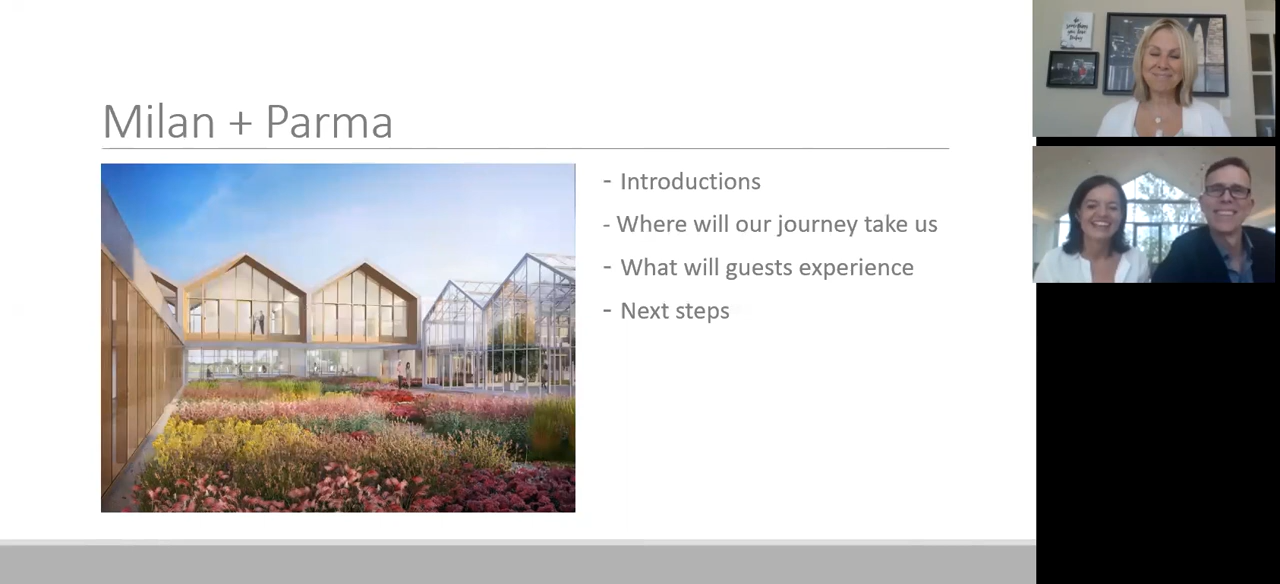 Milan + Parma
- Introductions
- Where will our journey take us
- What will guests experience
- Next steps